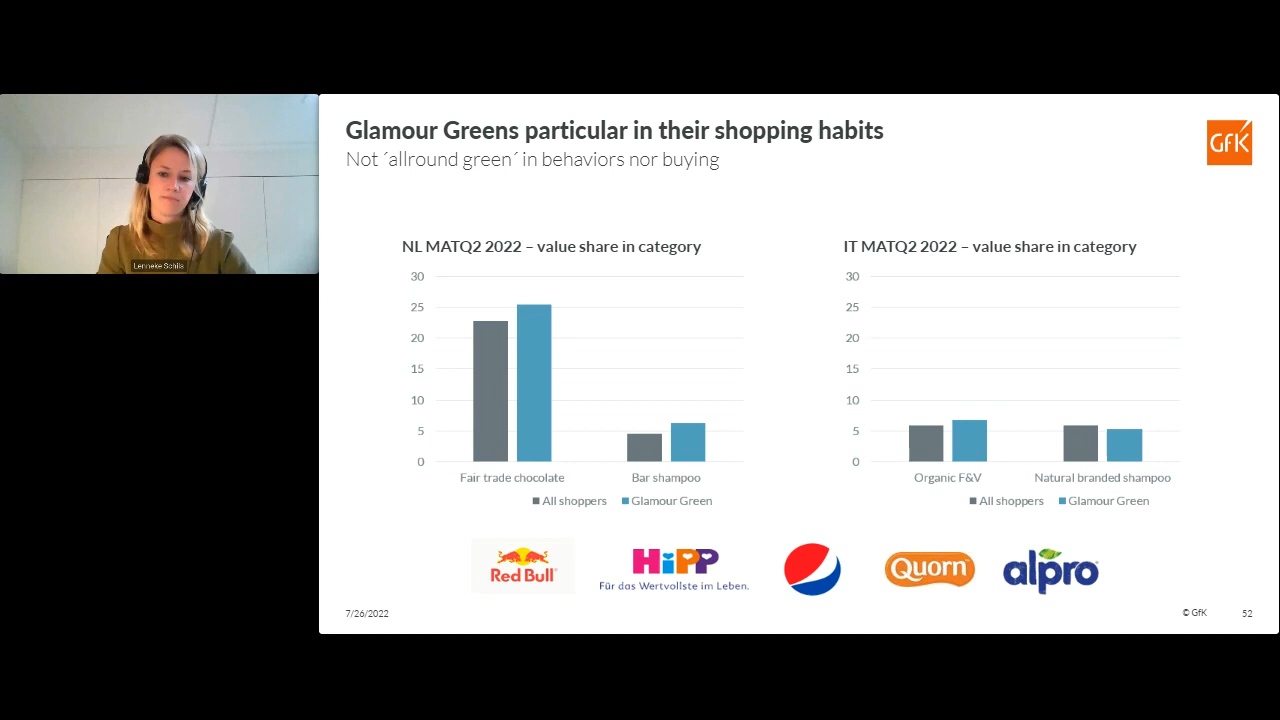 Glamour Greens particular in their shopping habits
Not ´allround green´ in behaviors nor buying
GfK
Lenneke Schils
NL MATQ2 2022 – value share in category
30
25
20
15
10
5
0
Fair trade chocolate
Bar shampoo
All shoppers
Glamour Green
IT MATQ2 2022 – value share in category
30
25
20
15
10
5
0
Organic F&V
Natural branded shampoo
All shoppers
Glamour Green
Red Bull
HiPP
Für das Wertvollste im Leben.
Quorn
alpro
7/26/2022
© GfK
52